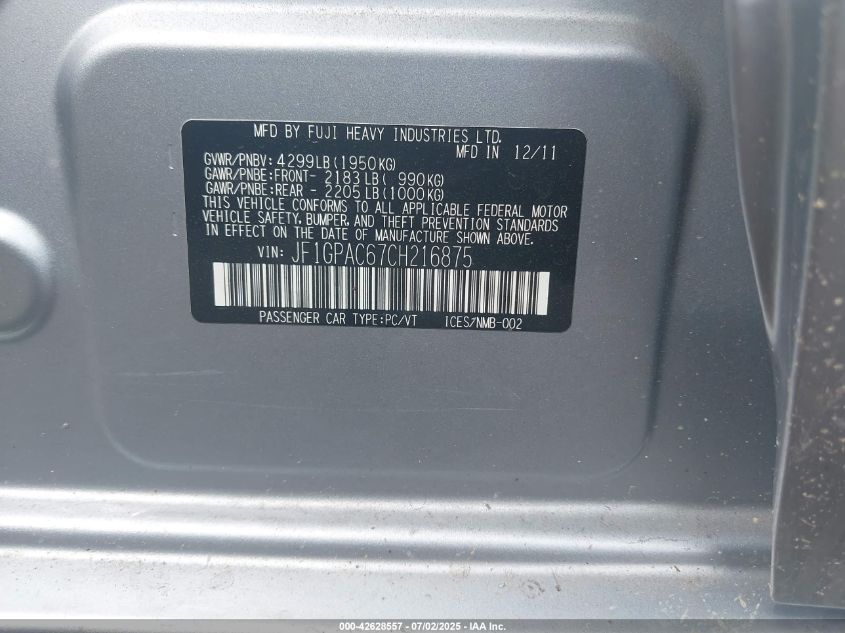 MFD BY FUJI HEAVY INDUSTRIES LTD.
MFD IN 12/11
GVWR/PNBV: 4299LB(1950KG)
GAWR/PNBE:FRONT- 2183LB( 990KG)
GAWR/PNBE:REAR - 2205LB(1000KG)
THIS VEHICLE CONFORMS TO ALL APPLICABLE FEDERAL MOTOR
VEHICLE SAFETY, BUMPER, AND THEFT PREVENTION STANDARDS
IN EFFECT ON THE DATE OF MANUFACTURE SHOWN ABOVE.
VIN: JF1GPAC67CH216875
PASSENGER CAR TYPE:PC/VT ICES/NMB-002
000-42628557 - 07/02/2025 - IAA Inc.